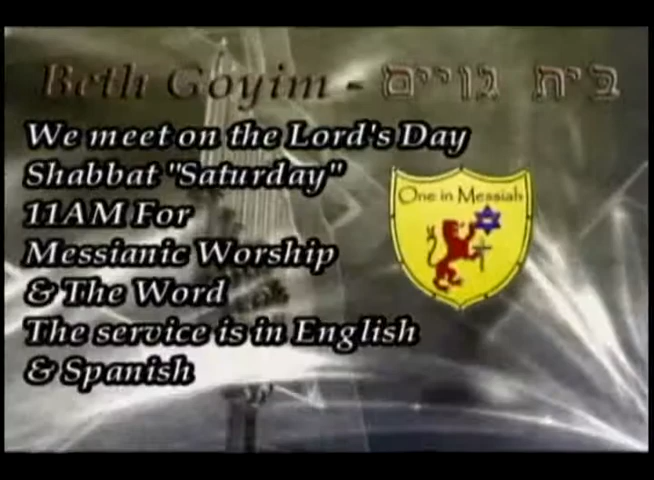 Beth Goyim - בית גויים
We meet on the Lord's Day
Shabbat "Saturday"
11AM For
Messianic Worship
& The Word
The service is in English
& Spanish
One in Messiah